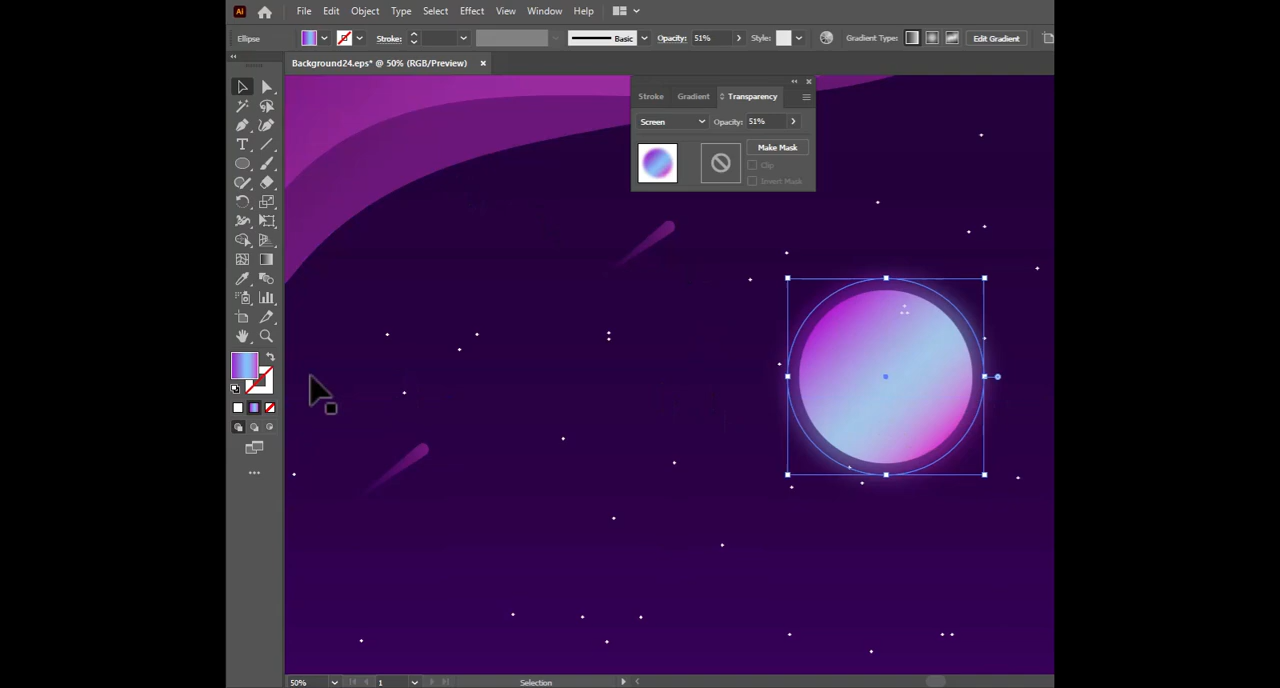 Ai File Edit Object Type Select Effect View Window Help
Ellipse Stroke: Basic Opacity: 51% Style: Gradient Type: Edit Gradient
Background24.eps* @ 50% (RGB/Preview) ×
Stroke Gradient Transparency
Screen Opacity: 51%
Make Mask
Clip
Invert Mask
T
50% 1 Selection